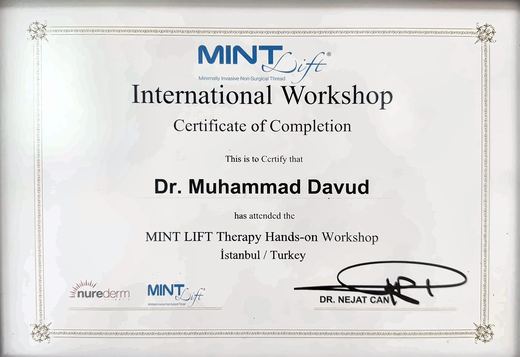 MINT Lift®
Minimally Invasive Non-Surgical Thread
International Workshop
Certificate of Completion
This is to Certify that
Dr. Muhammad Davud
has attended the
MINT LIFT Therapy Hands-on Workshop
İstanbul / Turkey
nurederm
MINT Lift
DR. NEJAT CAN